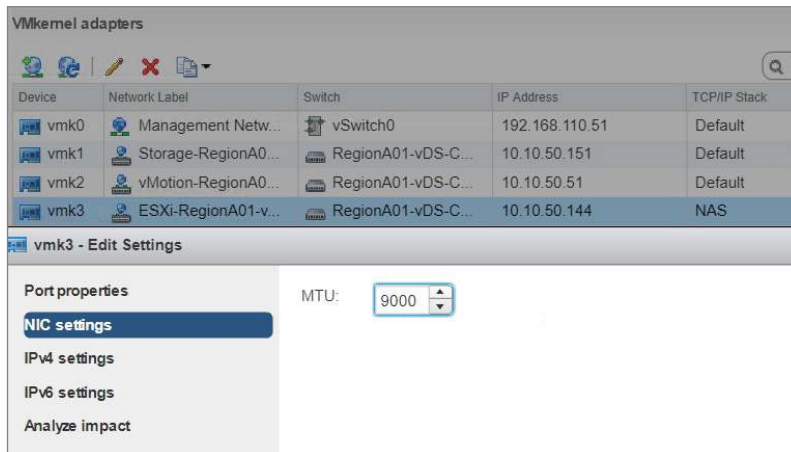 VMkernel adapters
Device Network Label Switch IP Address TCP/IP Stack
vmk0 Management Netw... vSwitch0 192.168.110.51 Default
vmk1 Storage-RegionA0... RegionA01-vDS-C... 10.10.50.151 Default
vmk2 vMotion-RegionA0... RegionA01-vDS-C... 10.10.50.51 Default
vmk3 ESXi-RegionA01-v... RegionA01-vDS-C... 10.10.50.144 NAS
vmk3 - Edit Settings
Port properties
MTU: 9000
NIC settings
IPv4 settings
IPv6 settings
Analyze impact